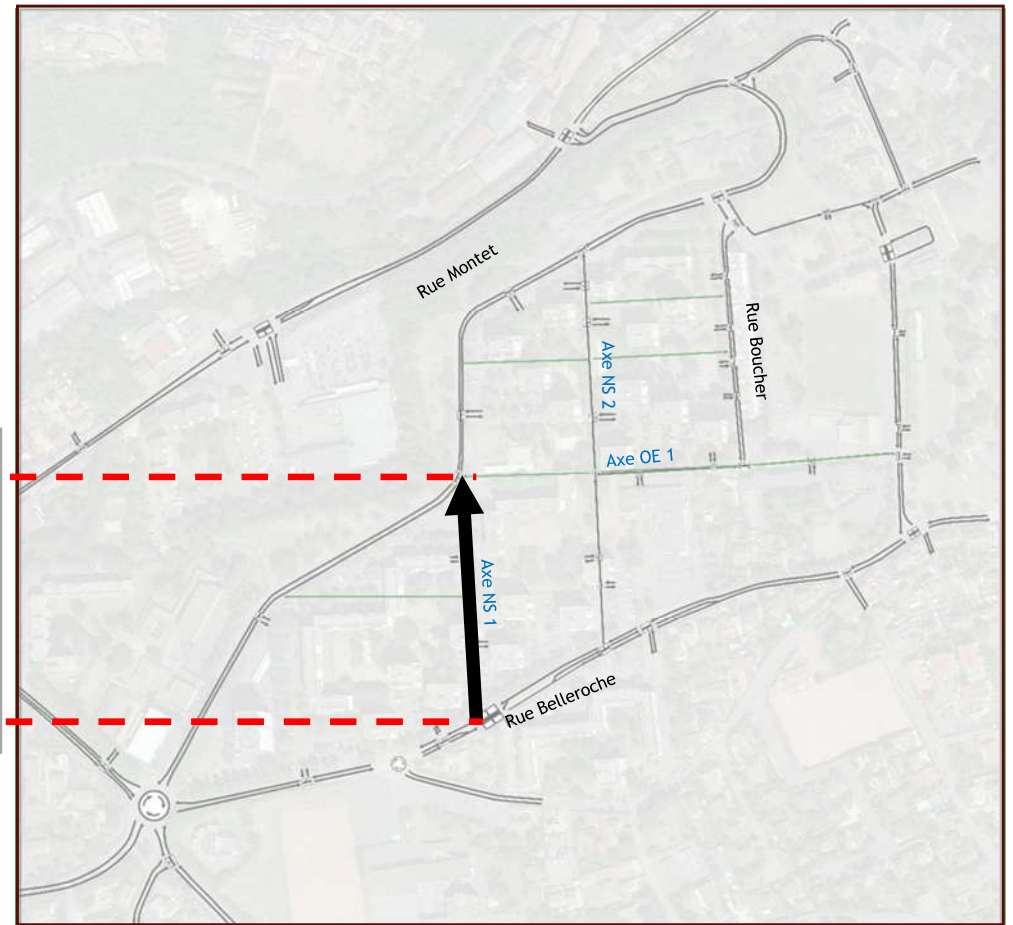 Rue Montet
Rue Boucher
Axe NS 2
Axe OE 1
Axe NS 1
Rue Belleroche